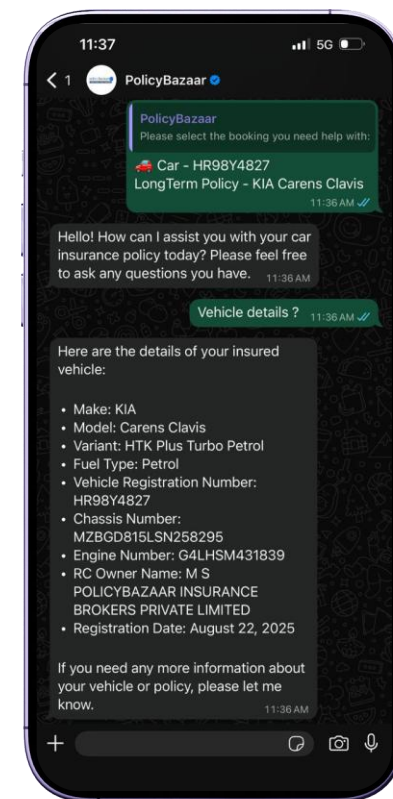 11:37
5G
1
PolicyBazaar
PolicyBazaar
Please select the booking you need help with:
🚗 Car - HR98Y4827
LongTerm Policy - KIA Carens Clavis
11:36 AM
Hello! How can I assist you with your car
insurance policy today? Please feel free
to ask any questions you have.
11:36 AM
Vehicle details ?
11:36 AM
Here are the details of your insured
vehicle:
• Make: KIA
• Model: Carens Clavis
• Variant: HTK Plus Turbo Petrol
• Fuel Type: Petrol
• Vehicle Registration Number:
HR98Y4827
• Chassis Number:
MZBGD815LSN258295
• Engine Number: G4LHSM431839
• RC Owner Name: M S
POLICYBAZAAR INSURANCE
BROKERS PRIVATE LIMITED
• Registration Date: August 22, 2025
If you need any more information about
your vehicle or policy, please let me
know.
11:36 AM